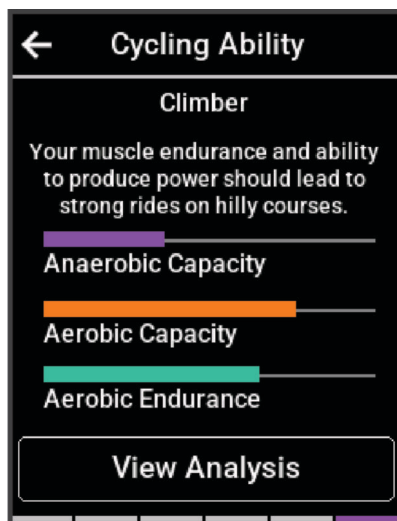 Cycling Ability
Climber
Your muscle endurance and ability
to produce power should lead to
strong rides on hilly courses.
Anaerobic Capacity
Aerobic Capacity
Aerobic Endurance
View Analysis